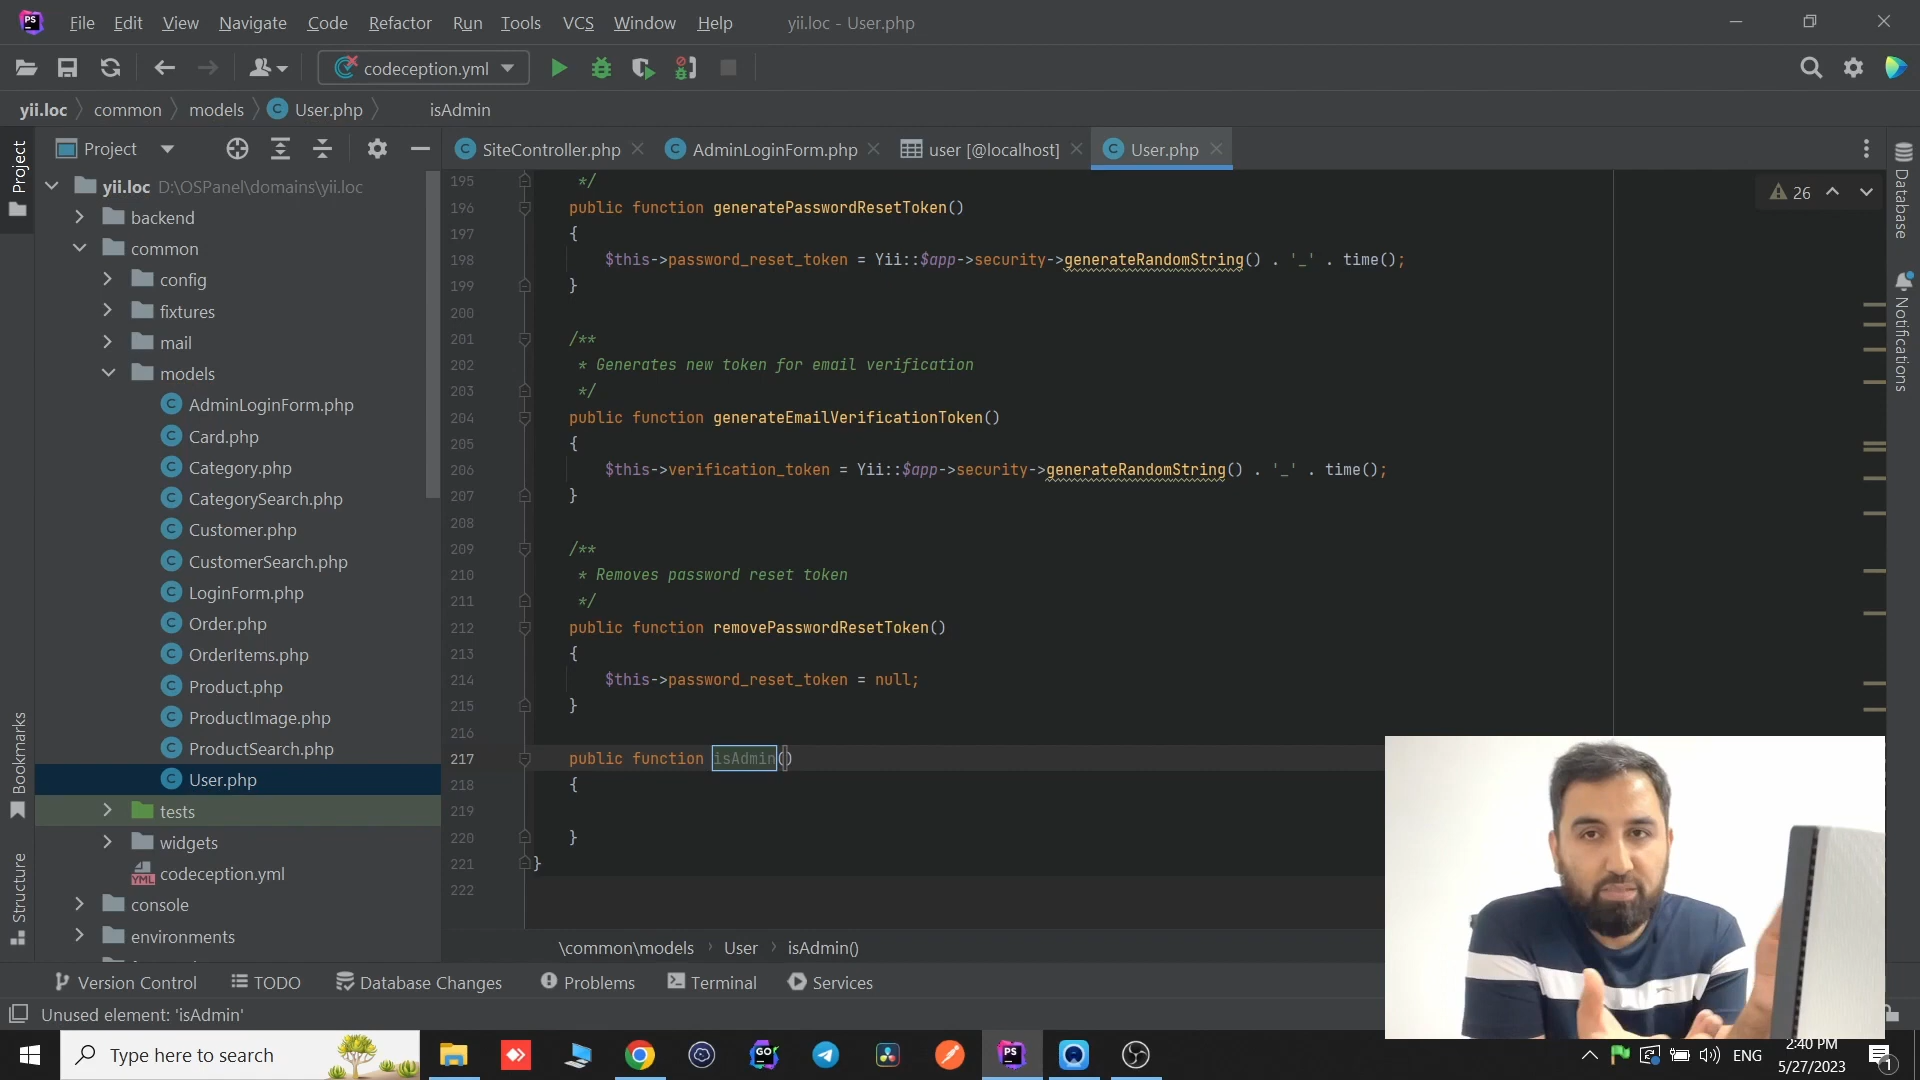 PS File Edit View Navigate Code Refactor Run Tools VCS Window Help yii.loc - User.php
codeception.yml
yii.loc common models User.php isAdmin
Project
SiteController.php AdminLoginForm.php user [@localhost] User.php
yii.loc D:\OSPanel\domains\yii.loc
backend
common
config
fixtures
mail
models
AdminLoginForm.php
Card.php
Category.php
CategorySearch.php
Customer.php
CustomerSearch.php
LoginForm.php
Order.php
OrderItems.php
Product.php
ProductImage.php
ProductSearch.php
User.php
tests
widgets
YML codeception.yml
console
environments
Project
Bookmarks
Structure
26
195 */
196 public function generatePasswordResetToken()
197 {
198 $this->password_reset_token = Yii::$app->security->generateRandomString() . '_' . time();
199 }
200
201 /**
202 * Generates new token for email verification
203 */
204 public function generateEmailVerificationToken()
205 {
206 $this->verification_token = Yii::$app->security->generateRandomString() . '_' . time();
207 }
208
209 /**
210 * Removes password reset token
211 */
212 public function removePasswordResetToken()
213 {
214 $this->password_reset_token = null;
215 }
216
217 public function isAdmin()
218 {
219
220 }
221 }
222
\common\models User isAdmin()
Database
Notifications
Version Control TODO Database Changes Problems Terminal Services
Unused element: 'isAdmin'
Type here to search
GO
PS
ENG
2:40 PM
5/27/2023
1